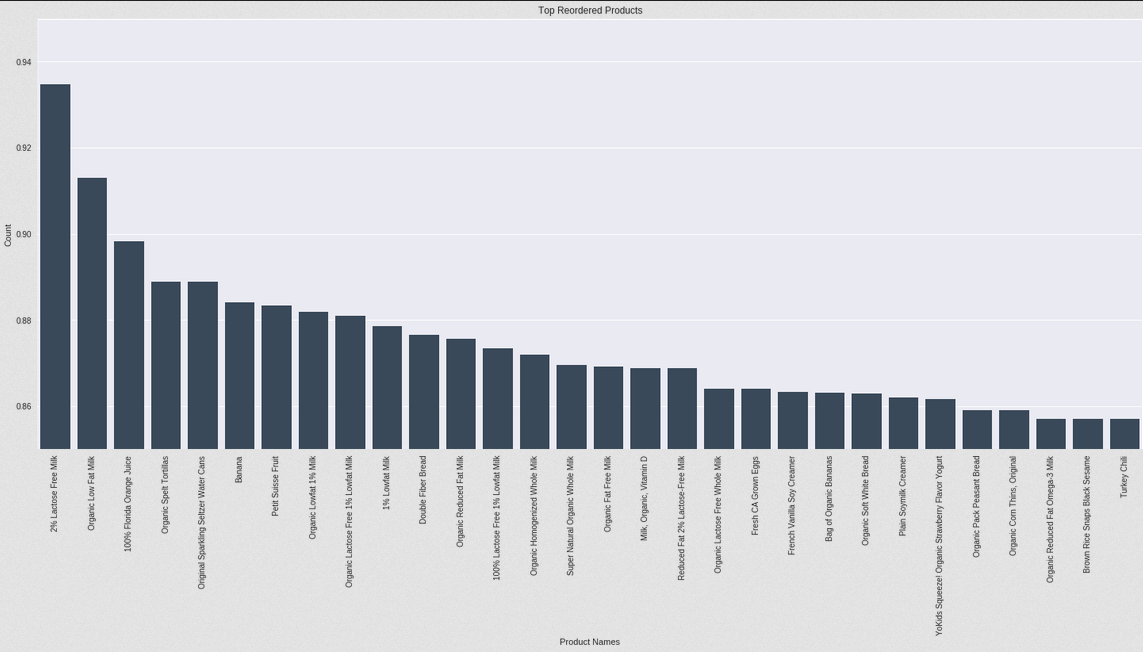 Top Reordered Products
0.94
0.92
0.90
0.88
0.86
Count
2% Lactose Free Milk
Organic Low Fat Milk
100% Florida Orange Juice
Organic Spelt Tortillas
Original Sparkling Seltzer Water Cans
Banana
Petit Suisse Fruit
Organic Lowfat 1% Milk
Organic Lactose Free 1% Lowfat Milk
1% Lowfat Milk
Double Fiber Bread
Organic Reduced Fat Milk
100% Lactose Free 1% Lowfat Milk
Organic Homogenized Whole Milk
Super Natural Organic Whole Milk
Organic Fat Free Milk
Milk, Organic, Vitamin D
Reduced Fat 2% Lactose-Free Milk
Organic Lactose Free Whole Milk
Fresh CA Grown Eggs
French Vanilla Soy Creamer
Bag of Organic Bananas
Organic Soft White Bread
Plain Soymilk Creamer
YoKids Squeeze! Organic Strawberry Flavor Yogurt
Organic Pack Peasant Bread
Organic Corn Thins, Original
Organic Reduced Fat Omega-3 Milk
Brown Rice Snaps Black Sesame
Turkey Chili
Product Names